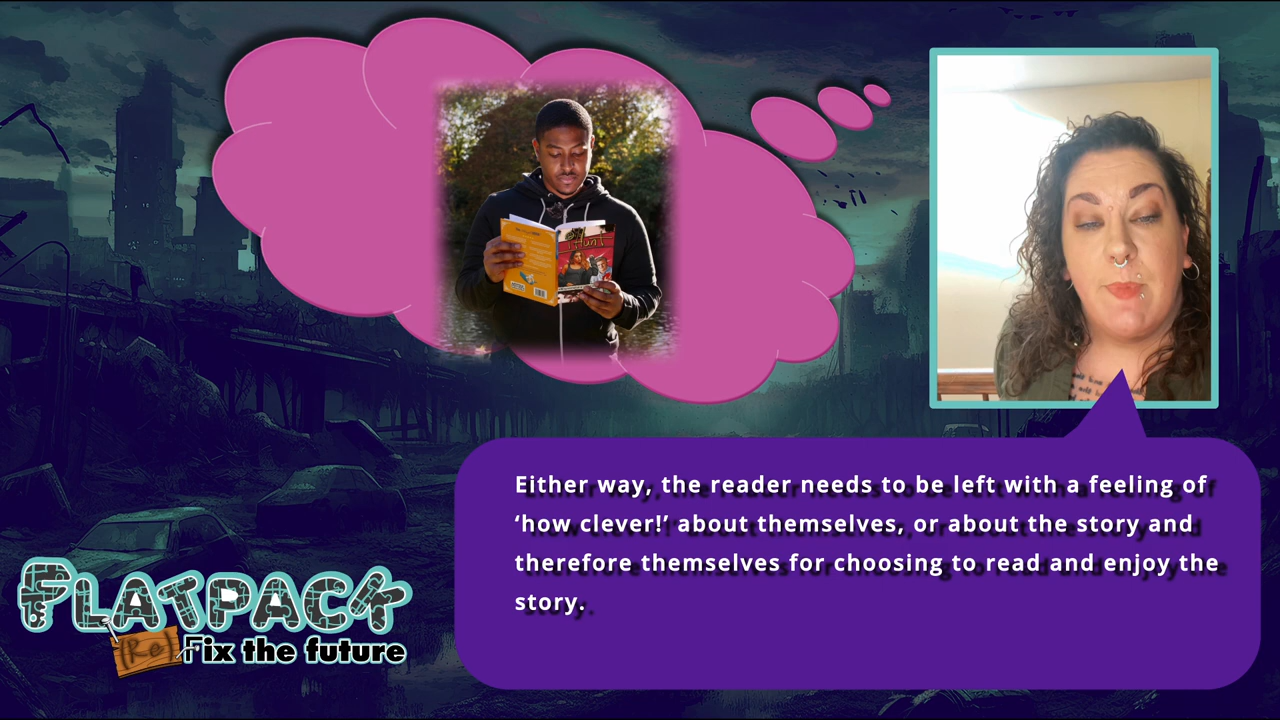 iHunt
Either way, the reader needs to be left with a feeling of
‘how clever!’ about themselves, or about the story and
therefore themselves for choosing to read and enjoy the
story.
FLATPACK
(Re)Fix the future